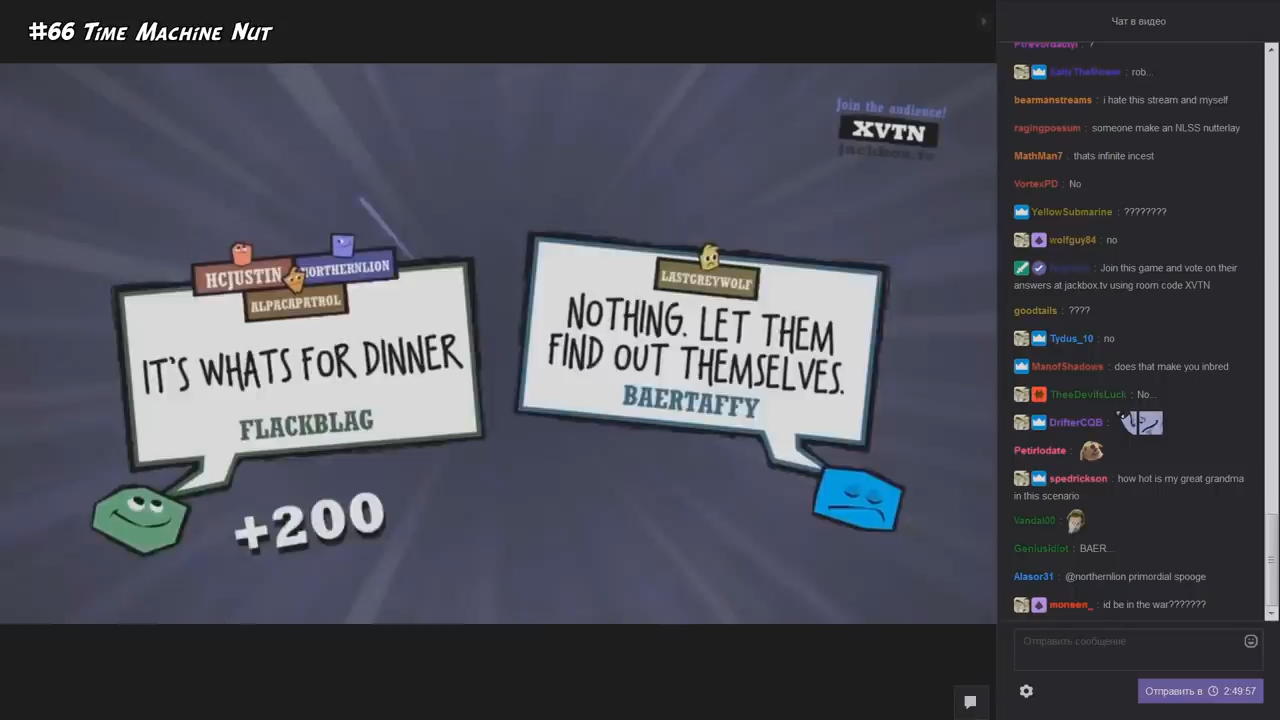 #66 Time Machine Nut
Join the audience!
XVTN
jackbox.tv
HCJUSTIN
NORTHERNLION
ALPACAPATROL
IT'S WHATS FOR DINNER
FLACKBLAG
+200
LASTGREYWOLF
NOTHING. LET THEM
FIND OUT THEMSELVES.
BAERTAFFY
Чат в видео
Ptrevordactyl : ?
SaltyTheMower : rob...
bearmanstreams : i hate this stream and myself
ragingpossum : someone make an NLSS nutterlay
MathMan7 : thats infinite incest
VortexPD : No
YellowSubmarine : ????????
wolfguy84 : no
: Join this game and vote on their
answers at jackbox.tv using room code XVTN
goodtails : ????
Tydus_10 : no
ManofShadows : does that make you inbred
TheeDevilsLuck : No...
DrifterCQB :
Petirlodate :
spedrickson : how hot is my great grandma
in this scenario
Vandal00 :
Geniusidiot : BAER...
Alasor31 : @northernlion primordial spooge
monsen_ : id be in the war???????
Отправить сообщение
Отправить в 2:49:57